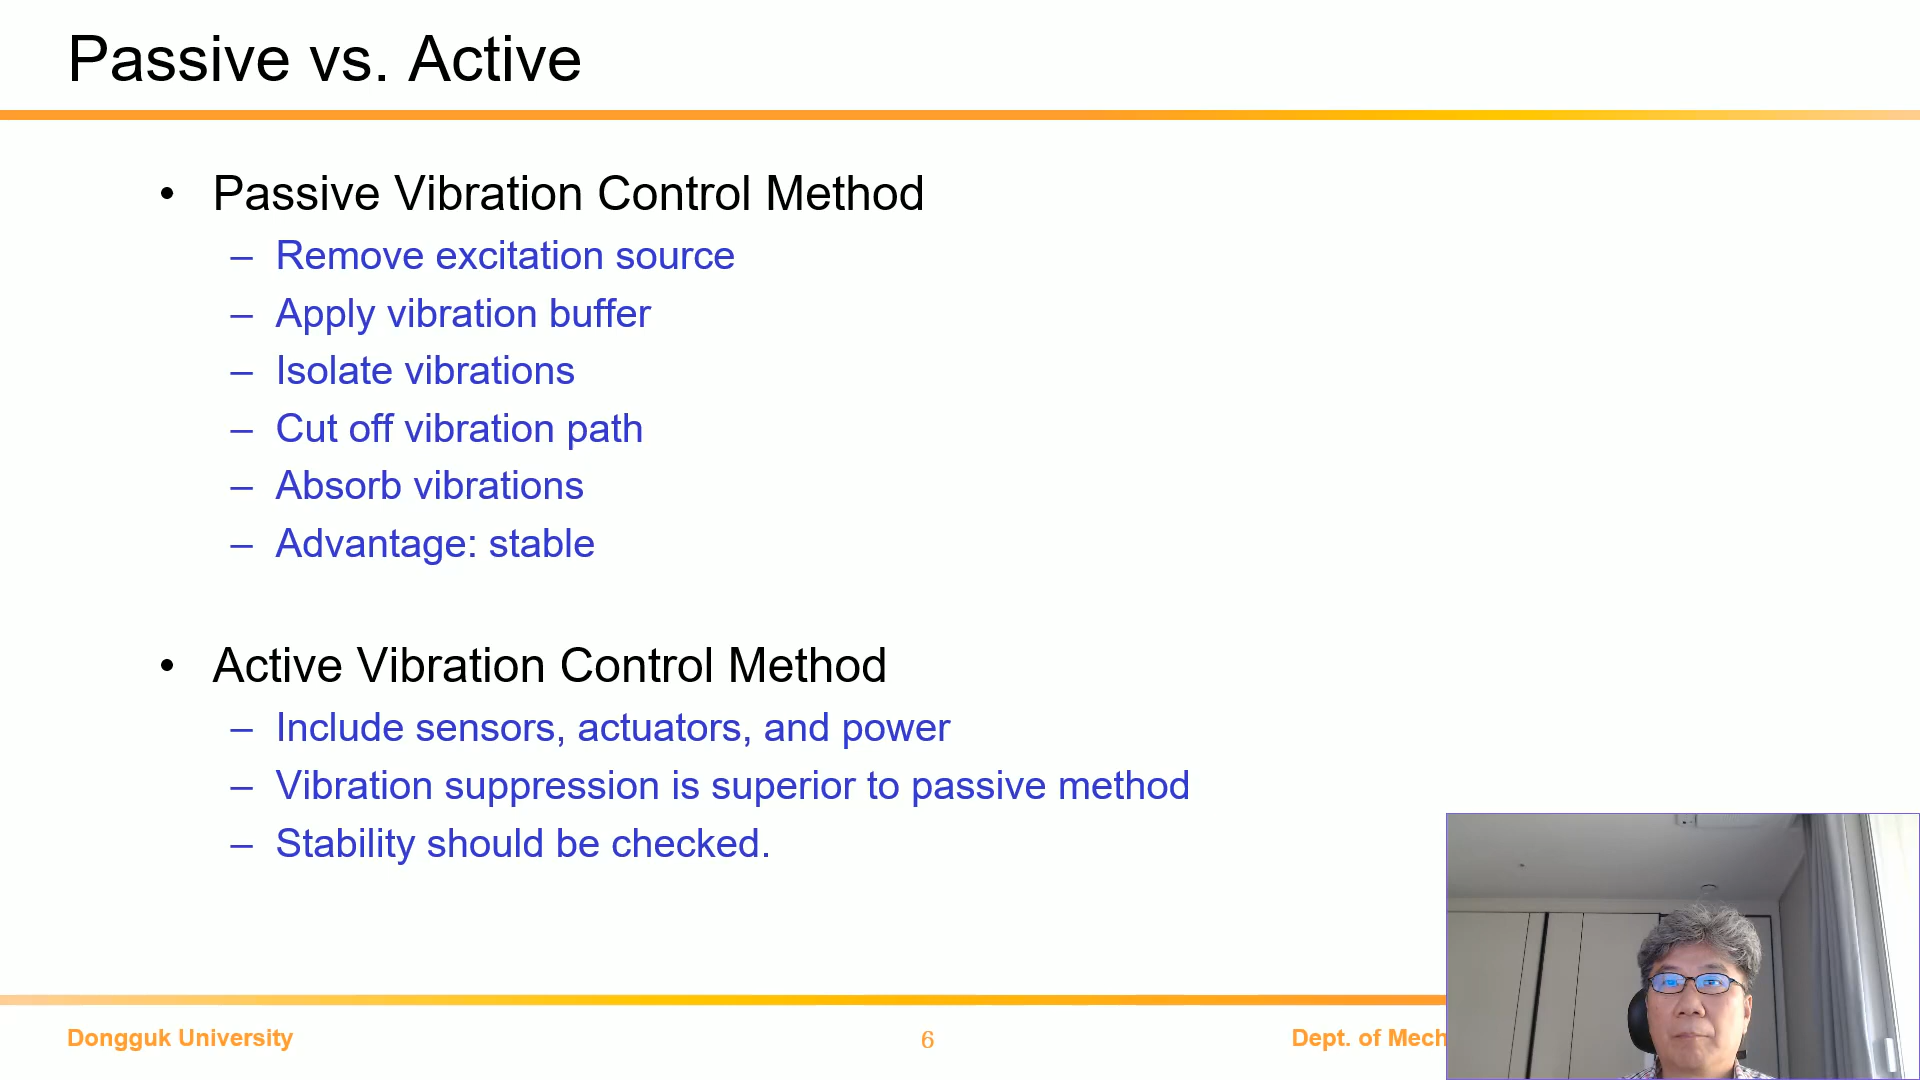 Passive vs. Active
• Passive Vibration Control Method
– Remove excitation source
– Apply vibration buffer
– Isolate vibrations
– Cut off vibration path
– Absorb vibrations
– Advantage: stable
• Active Vibration Control Method
– Include sensors, actuators, and power
– Vibration suppression is superior to passive method
– Stability should be checked.
Dongguk University
6
Dept. of Mech